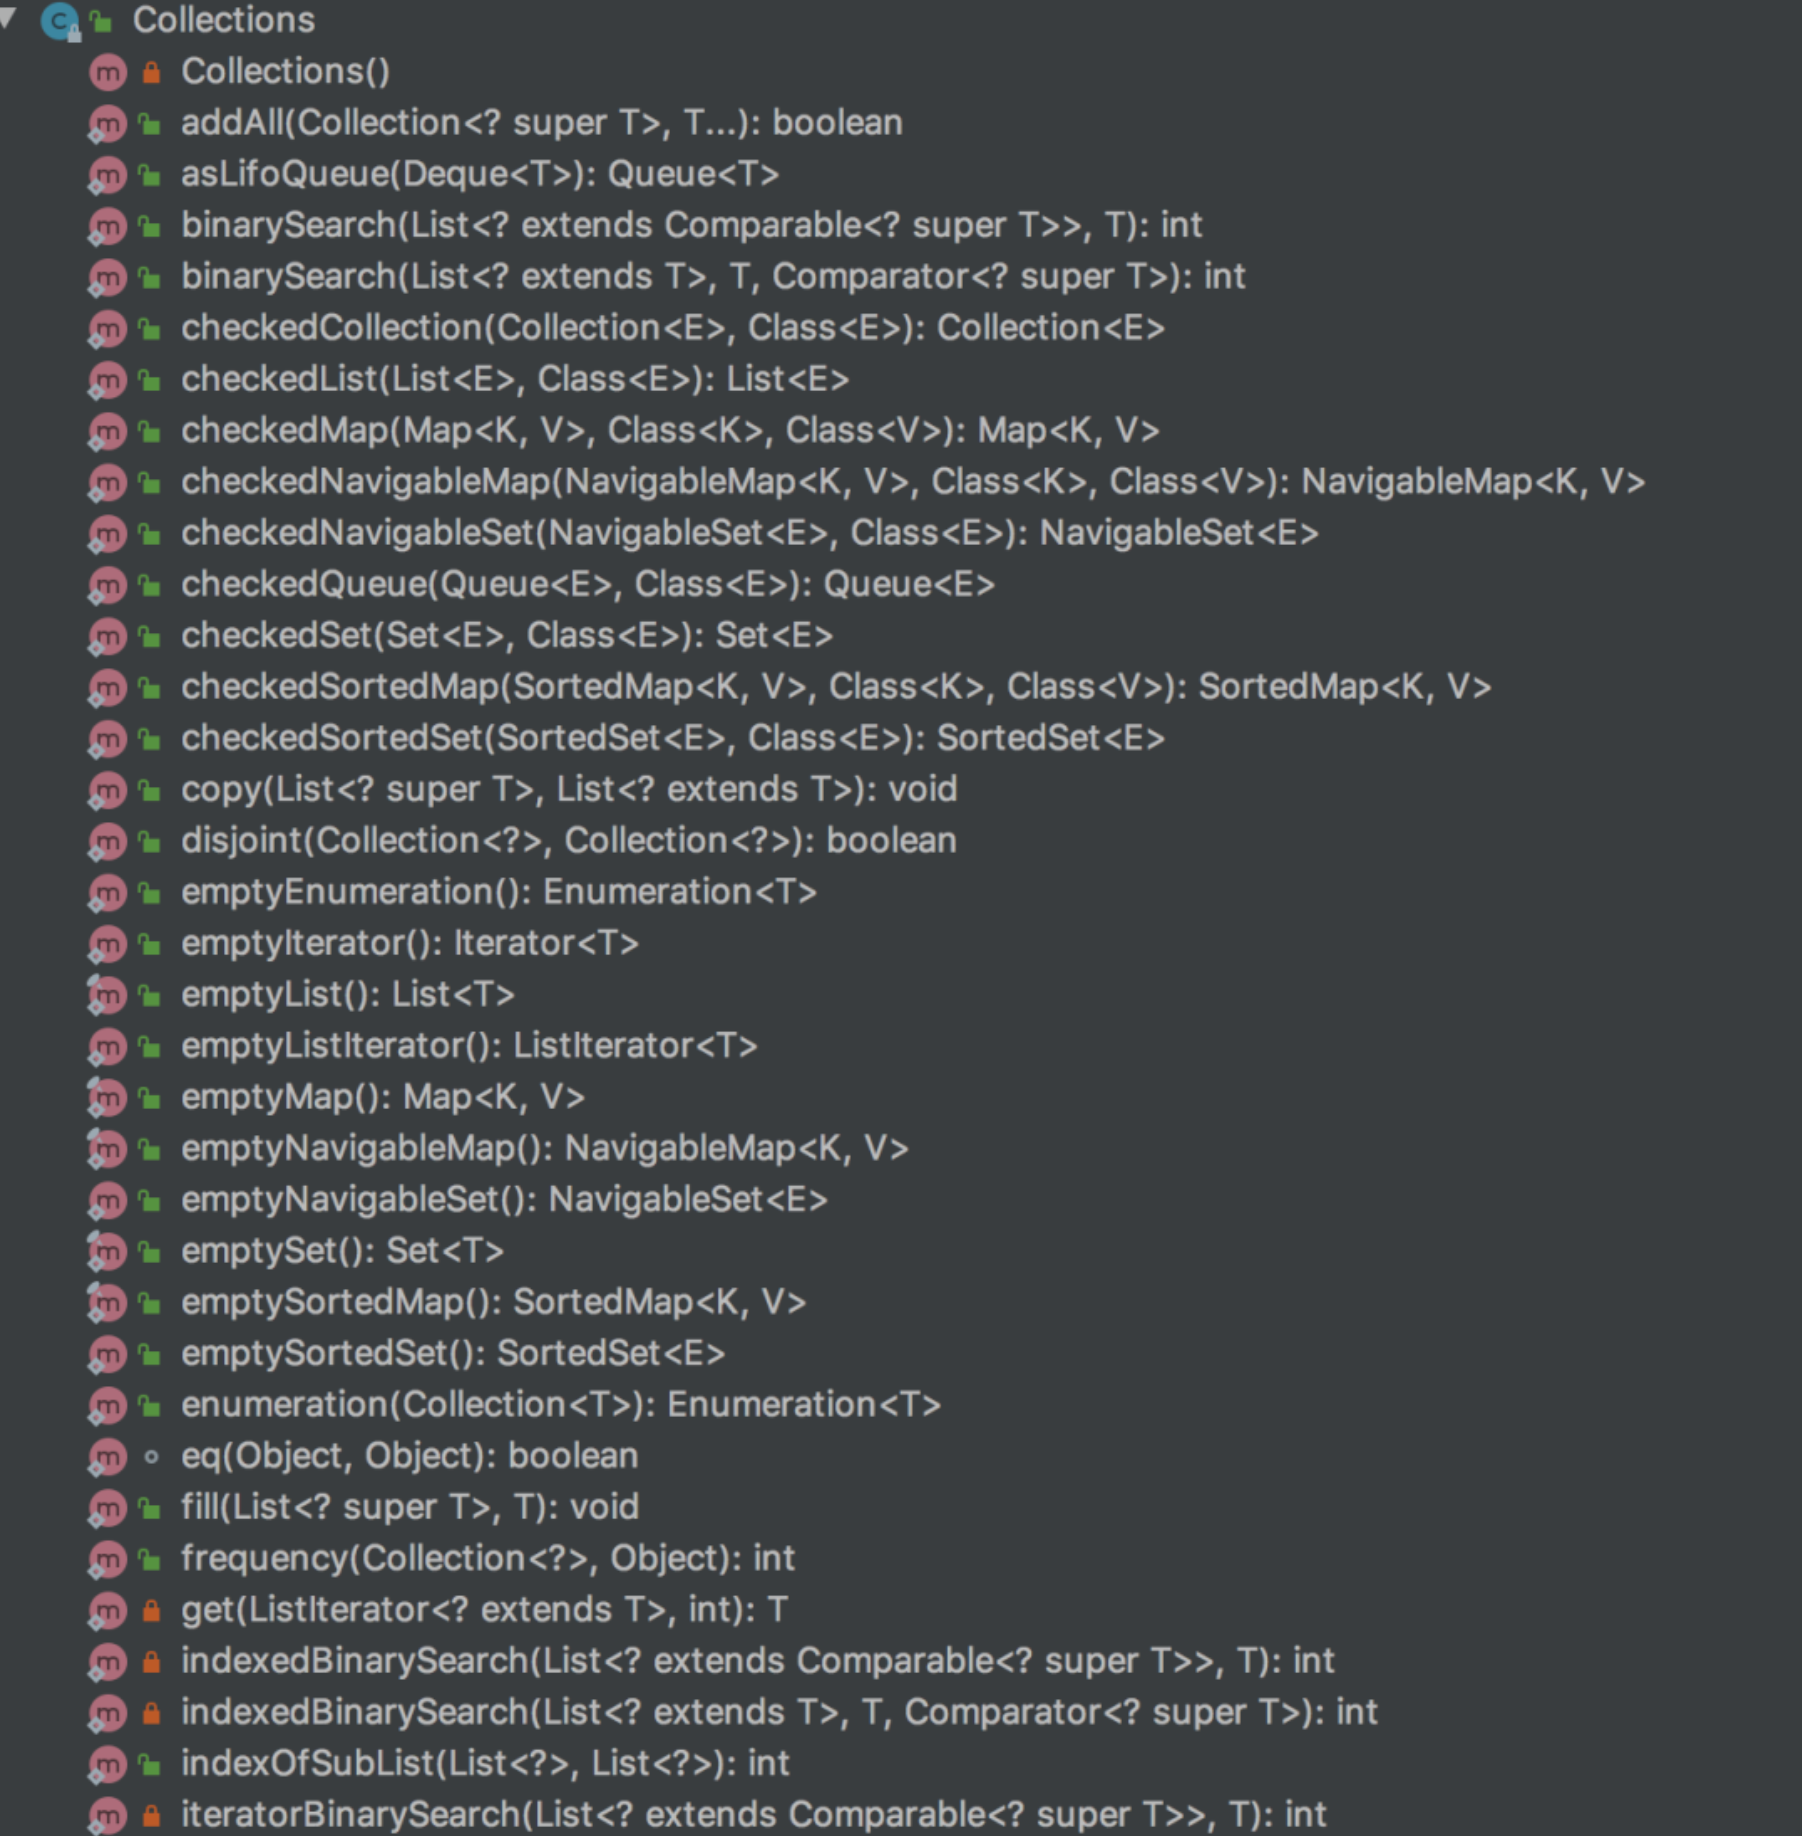 Collections
Collections()
addAll(Collection<? super T>, T...): boolean
asLifoQueue(Deque<T>): Queue<T>
binarySearch(List<? extends Comparable<? super T>>, T): int
binarySearch(List<? extends T>, T, Comparator<? super T>): int
checkedCollection(Collection<E>, Class<E>): Collection<E>
checkedList(List<E>, Class<E>): List<E>
checkedMap(Map<K, V>, Class<K>, Class<V>): Map<K, V>
checkedNavigableMap(NavigableMap<K, V>, Class<K>, Class<V>): NavigableMap<K, V>
checkedNavigableSet(NavigableSet<E>, Class<E>): NavigableSet<E>
checkedQueue(Queue<E>, Class<E>): Queue<E>
checkedSet(Set<E>, Class<E>): Set<E>
checkedSortedMap(SortedMap<K, V>, Class<K>, Class<V>): SortedMap<K, V>
checkedSortedSet(SortedSet<E>, Class<E>): SortedSet<E>
copy(List<? super T>, List<? extends T>): void
disjoint(Collection<?>, Collection<?>): boolean
emptyEnumeration(): Enumeration<T>
emptyIterator(): Iterator<T>
emptyList(): List<T>
emptyListIterator(): ListIterator<T>
emptyMap(): Map<K, V>
emptyNavigableMap(): NavigableMap<K, V>
emptyNavigableSet(): NavigableSet<E>
emptySet(): Set<T>
emptySortedMap(): SortedMap<K, V>
emptySortedSet(): SortedSet<E>
enumeration(Collection<T>): Enumeration<T>
eq(Object, Object): boolean
fill(List<? super T>, T): void
frequency(Collection<?>, Object): int
get(ListIterator<? extends T>, int): T
indexedBinarySearch(List<? extends Comparable<? super T>>, T): int
indexedBinarySearch(List<? extends T>, T, Comparator<? super T>): int
indexOfSubList(List<?>, List<?>): int
iteratorBinarySearch(List<? extends Comparable<? super T>>, T): int